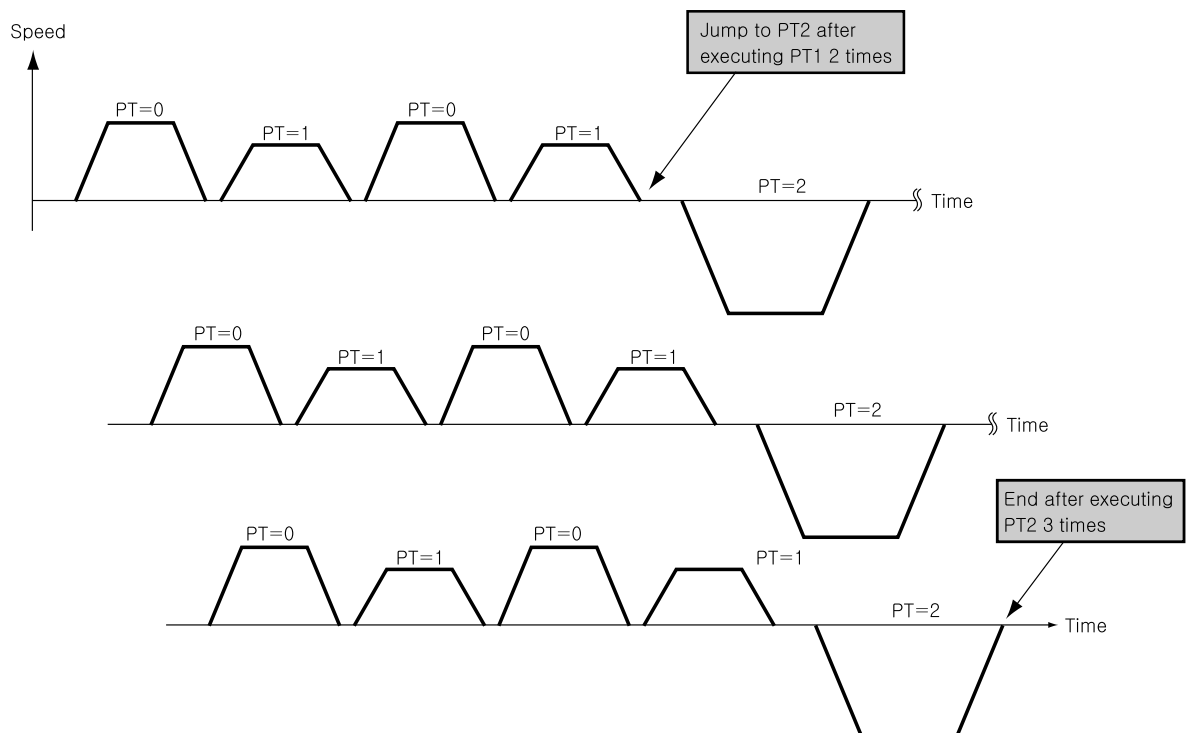 Speed
Jump to PT2 after
executing PT1 2 times
PT=0
PT=1
PT=0
PT=1
PT=2
Time
PT=0
PT=1
PT=0
PT=1
PT=2
Time
End after executing
PT2 3 times
PT=0
PT=1
PT=0
PT=1
PT=2
Time